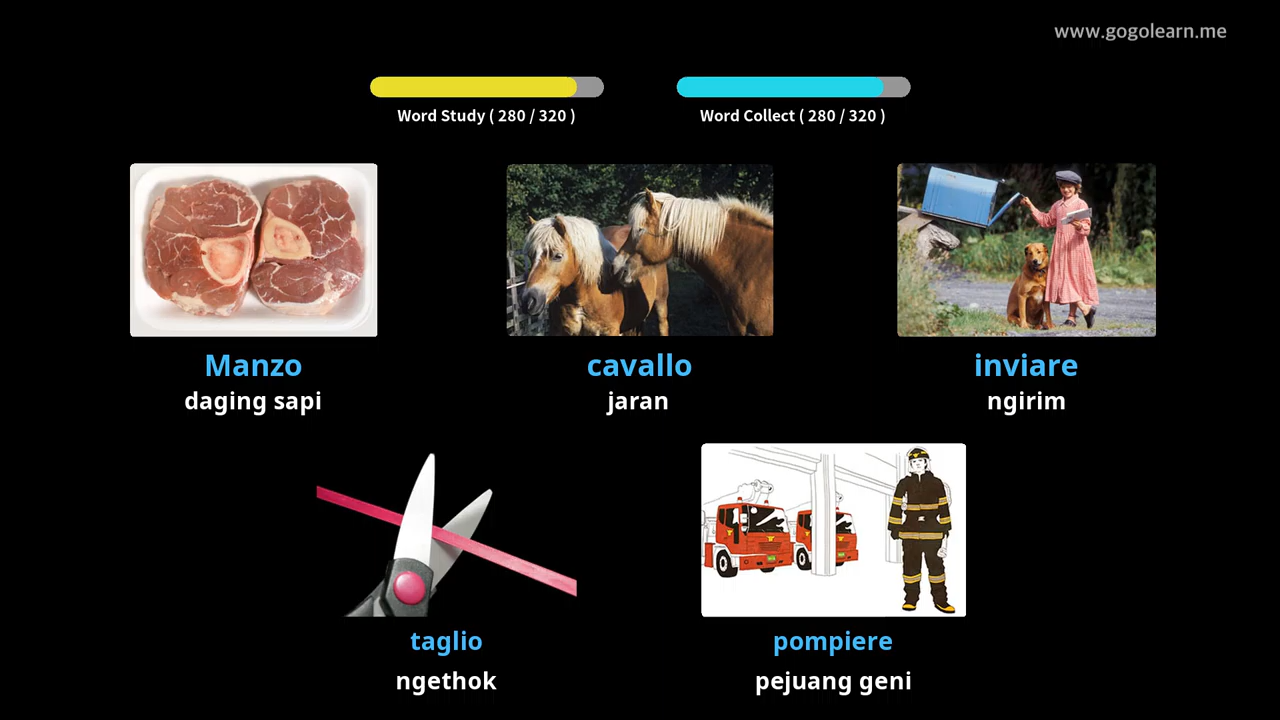 www.gogolearn.me
Word Study ( 280 / 320 )
Word Collect ( 280 / 320 )
Manzo
cavallo
inviare
daging sapi
jaran
ngirim
taglio
pompiere
ngethok
pejuang geni